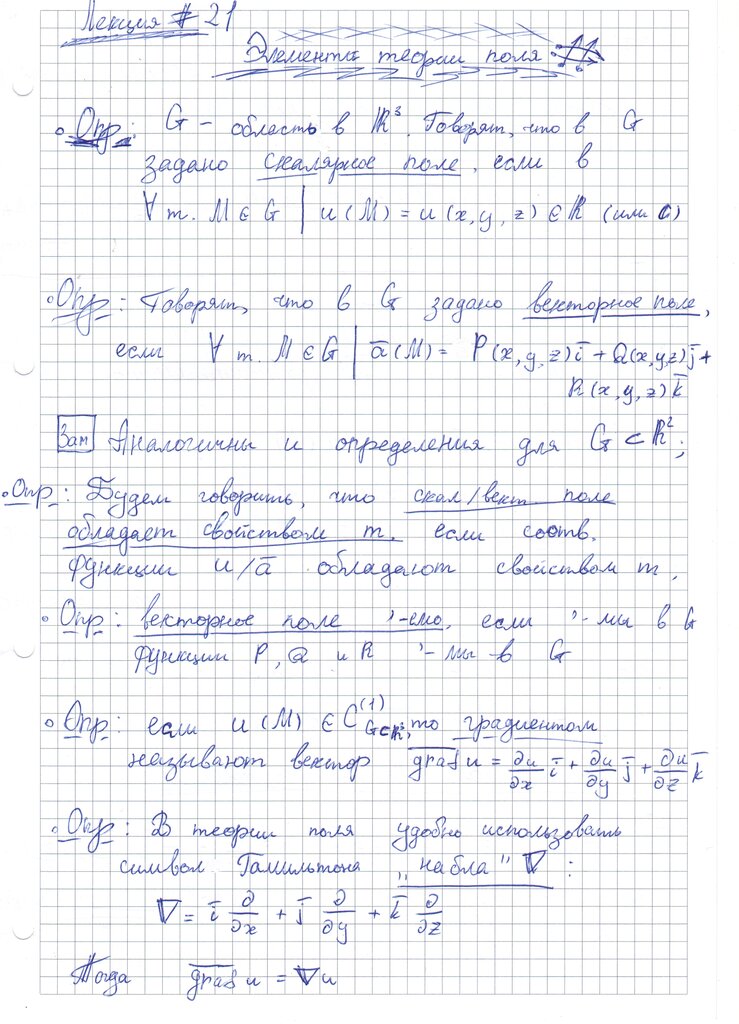 Лекция # 21
Элементы теории поля
Опр: G - область в ℝ³. Говорят, что в G
задано скалярное поле, если в
∀ т. M ∈ G | u(M) = u(x, y, z) ∈ ℝ (или ℂ)
Опр: Говорят, что в G задано векторное поле,
если ∀ т. M ∈ G | a̅(M) = P(x, y, z)i̅ + Q(x, y, z)j̅ +
R(x, y, z)k̅
Зам Аналогичны и определения для G ⊂ ℝ²;
Опр: Будем говорить, что скал/вект поле
обладает свойством m, если соотв.
функции u/a̅ обладают свойством m.
Опр: векторное поле '-емо, если '-мы в G
функции P, Q и R '-мы в G
Опр: если u(M) ∈ C⁽¹⁾ G⊂ℝ³, то градиентом
называют вектор grad u = ∂u/∂x i̅ + ∂u/∂y j̅ + ∂u/∂z k̅
Опр: В теории поля удобно использовать
символ Гамильтона „набла" ∇ :
∇ = i̅ ∂/∂x + j̅ ∂/∂y + k̅ ∂/∂z
Тогда grad u = ∇u